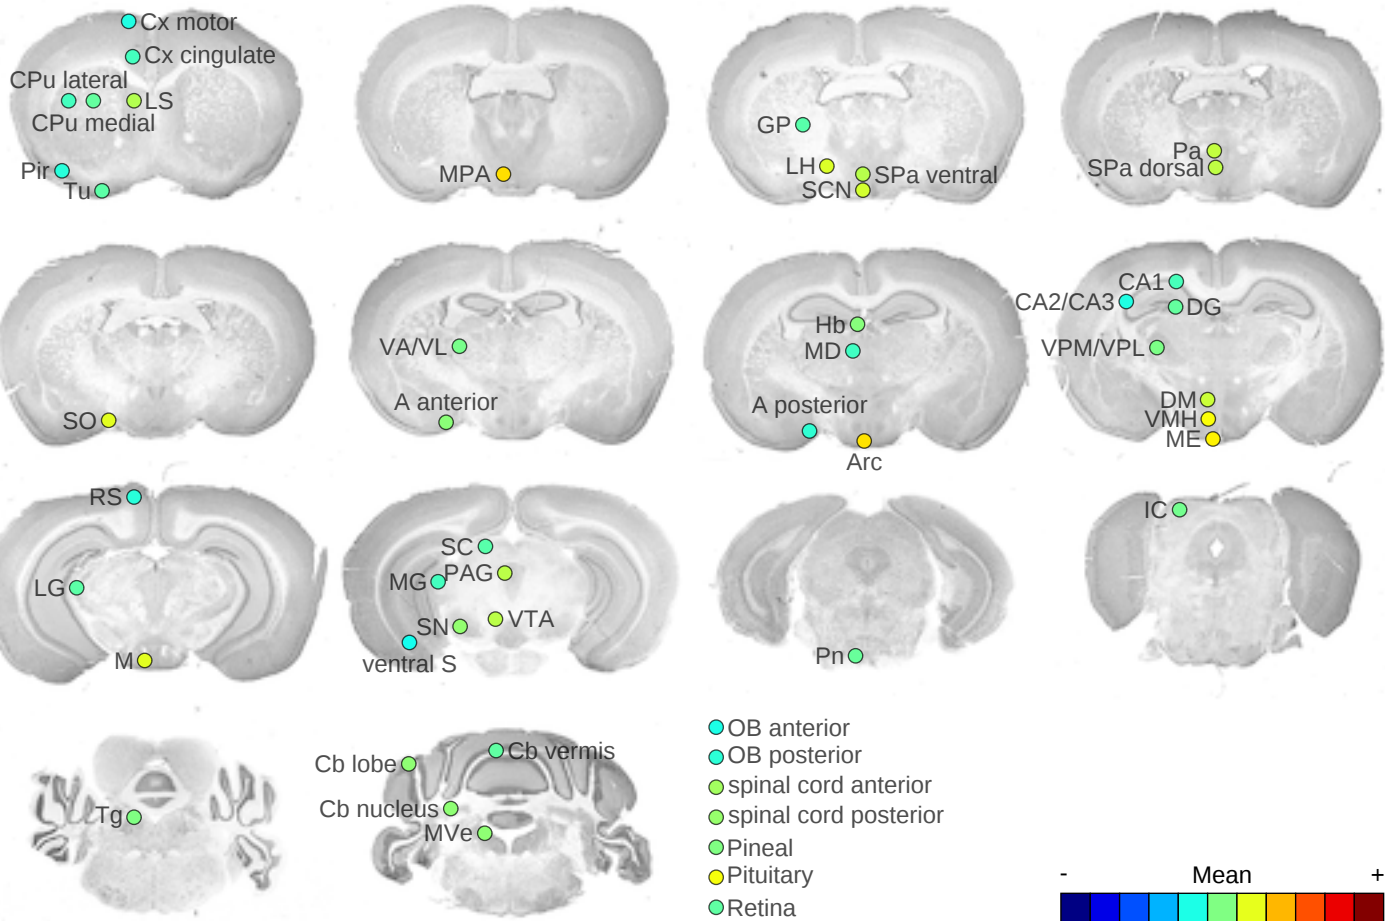 Cx motor
Cx cingulate
CPu lateral
LS
CPu medial
Pir
Tu
MPA
GP
LH
SPa ventral
SCN
Pa
SPa dorsal
SO
VA/VL
A anterior
Hb
MD
A posterior
Arc
CA1
CA2/CA3
DG
VPM/VPL
DM
VMH
ME
RS
LG
M
SC
MG
PAG
SN
VTA
ventral S
Pn
IC
Tg
Cb lobe
Cb vermis
Cb nucleus
MVe
OB anterior
OB posterior
spinal cord anterior
spinal cord posterior
Pineal
Pituitary
Retina
- Mean +